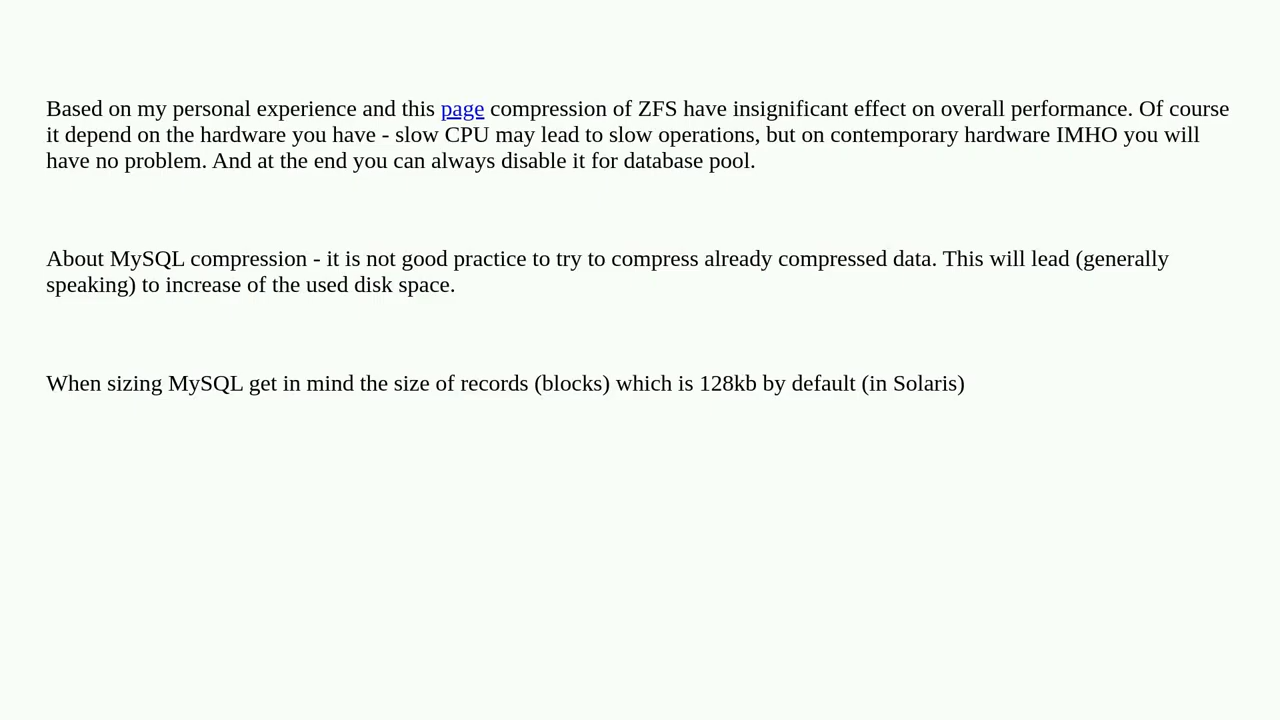 Based on my personal experience and this page compression of ZFS have insignificant effect on overall performance. Of course
it depend on the hardware you have - slow CPU may lead to slow operations, but on contemporary hardware IMHO you will
have no problem. And at the end you can always disable it for database pool.
About MySQL compression - it is not good practice to try to compress already compressed data. This will lead (generally
speaking) to increase of the used disk space.
When sizing MySQL get in mind the size of records (blocks) which is 128kb by default (in Solaris)